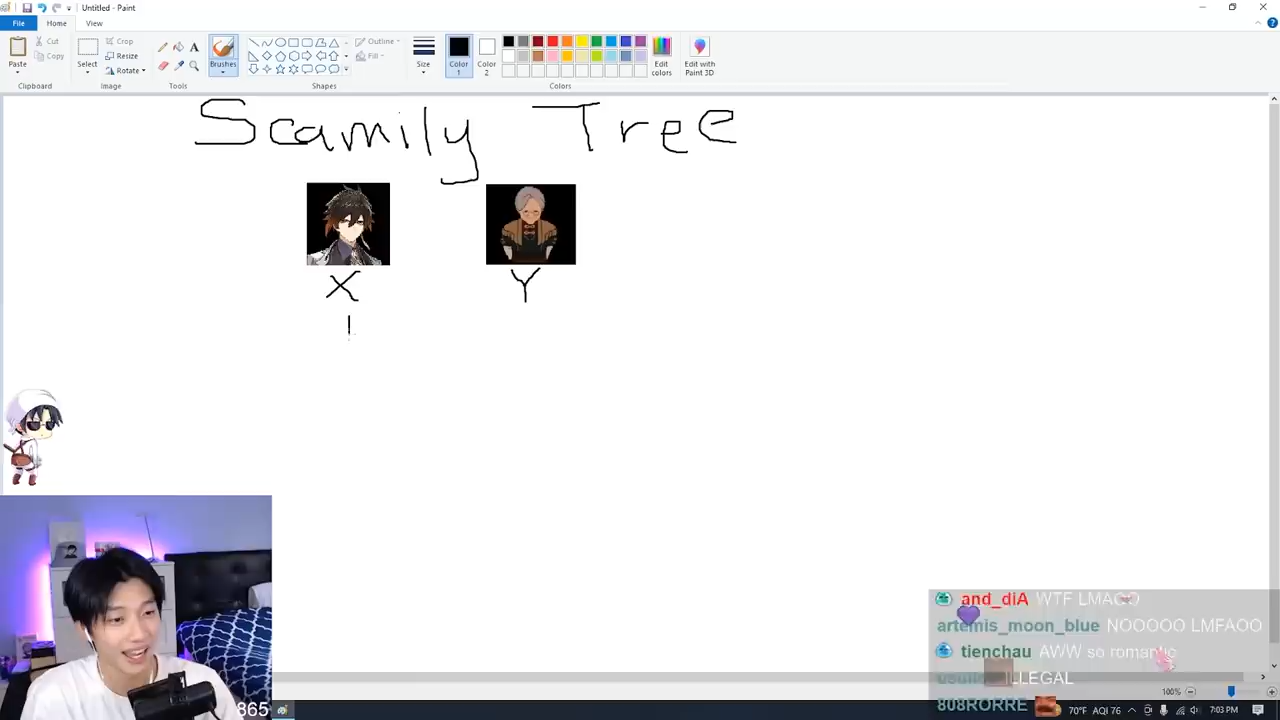 Untitled - Paint
File
Home
View
Paste
Cut
Copy
Clipboard
Select
Crop
Resize
Rotate
Image
A
Tools
Brushes
Shapes
Outline
Fill
Size
Color 1
Color 2
Colors
Edit colors
Edit with Paint 3D
Scamily Tree
X
Y
and_diA WTF LMAOO
artemis_moon_blue NOOOOO LMFAOO
tienchau AWW so romantic
ILLEGAL
808RORRE
865
100%
70°F AQI 76
7:03 PM